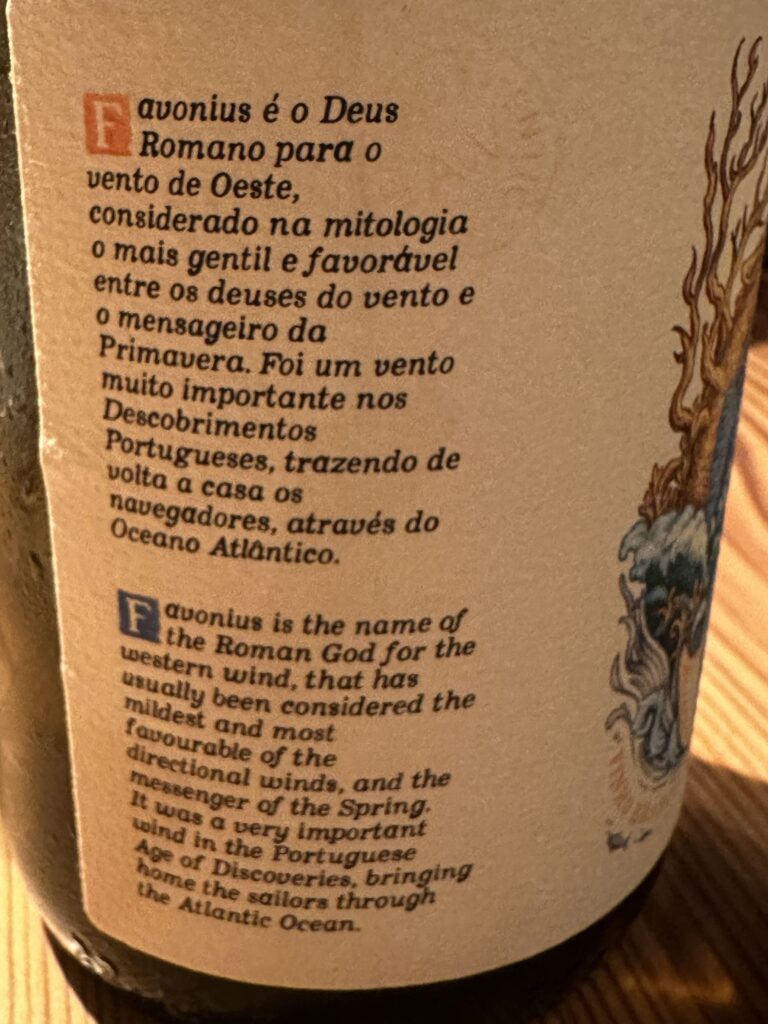 Favonius é o Deus
Romano para o
vento de Oeste,
considerado na mitologia
o mais gentil e favorável
entre os deuses do vento e
o mensageiro da
Primavera. Foi um vento
muito importante nos
Descobrimentos
Portugueses, trazendo de
volta a casa os
navegadores, através do
Oceano Atlântico.
Favonius is the name of
the Roman God for the
western wind, that has
usually been considered the
mildest and most
favourable of the
directional winds, and the
messenger of the Spring.
It was a very important
wind in the Portuguese
Age of Discoveries, bringing
home the sailors through
the Atlantic Ocean.